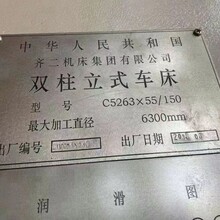 中华人民共和国
齐二机床集团有限公司
双柱立式车床
型号 C5263×55/150
最大加工直径 6300mm
出厂编号 出厂日期
润滑图